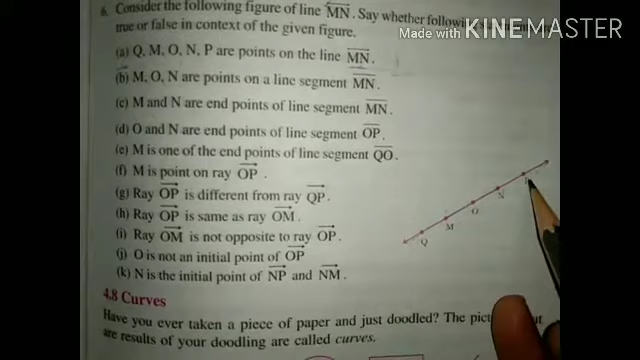 6. Consider the following figure of line MN. Say whether following
true or false in context of the given figure.
Made with KINEMASTER
(a) Q, M, O, N, P are points on the line MN.
(b) M, O, N are points on a line segment MN.
(c) M and N are end points of line segment MN.
(d) O and N are end points of line segment OP.
(e) M is one of the end points of line segment QO.
(f) M is point on ray OP.
(g) Ray OP is different from ray QP.
(h) Ray OP is same as ray OM.
(i) Ray OM is not opposite to ray OP.
(j) O is not an initial point of OP
(k) N is the initial point of NP and NM.
Q M O N
4.8 Curves
Have you ever taken a piece of paper and just doodled? The
are results of your doodling are called curves.